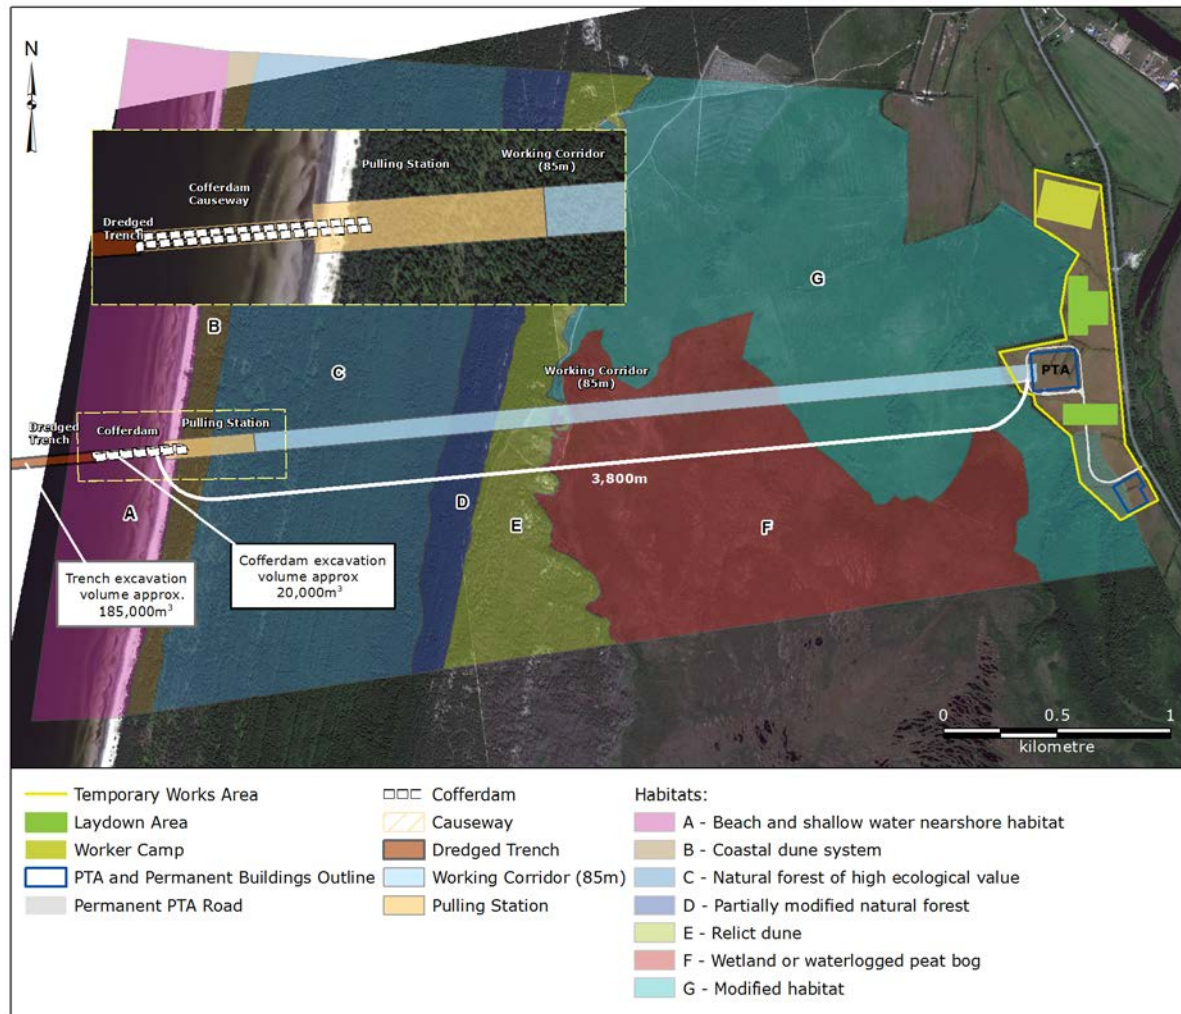 N
Pulling Station
Working Corridor
(85m)
Cofferdam
Causeway
Dredged
Trench
G
B
C
Working Corridor
(85m)
PTA
Pulling Station
Dredged
Trench
Cofferdam
3,800m
A
D
E
F
Trench excavation
volume approx.
185,000m³
Cofferdam excavation
volume approx
20,000m³
0 0.5 1
kilometre
Temporary Works Area
Laydown Area
Worker Camp
PTA and Permanent Buildings Outline
Permanent PTA Road
Cofferdam
Causeway
Dredged Trench
Working Corridor (85m)
Pulling Station
Habitats:
A - Beach and shallow water nearshore habitat
B - Coastal dune system
C - Natural forest of high ecological value
D - Partially modified natural forest
E - Relict dune
F - Wetland or waterlogged peat bog
G - Modified habitat